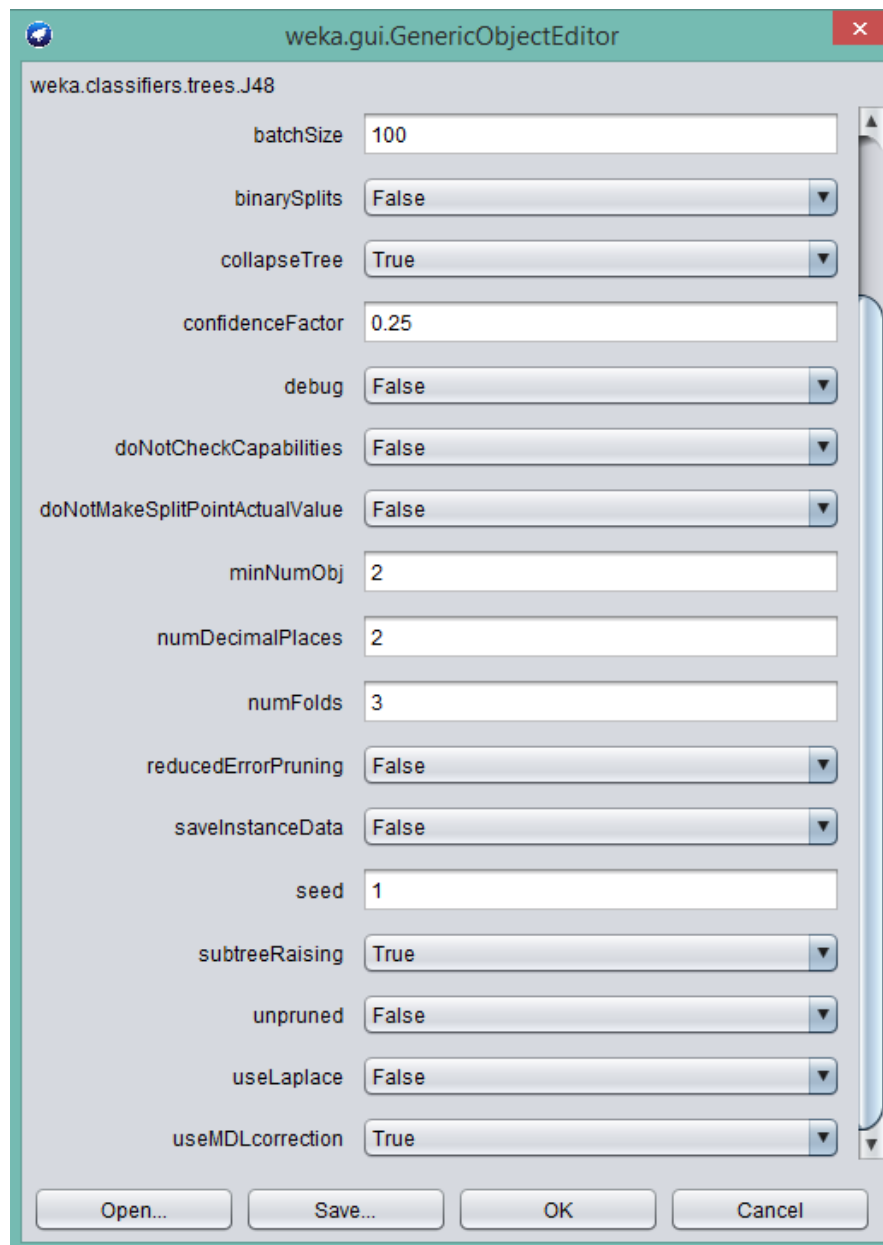 weka.gui.GenericObjectEditor
weka.classifiers.trees.J48
batchSize 100
binarySplits False
collapseTree True
confidenceFactor 0.25
debug False
doNotCheckCapabilities False
doNotMakeSplitPointActualValue False
minNumObj 2
numDecimalPlaces 2
numFolds 3
reducedErrorPruning False
saveInstanceData False
seed 1
subtreeRaising True
unpruned False
useLaplace False
useMDLcorrection True
Open... Save... OK Cancel